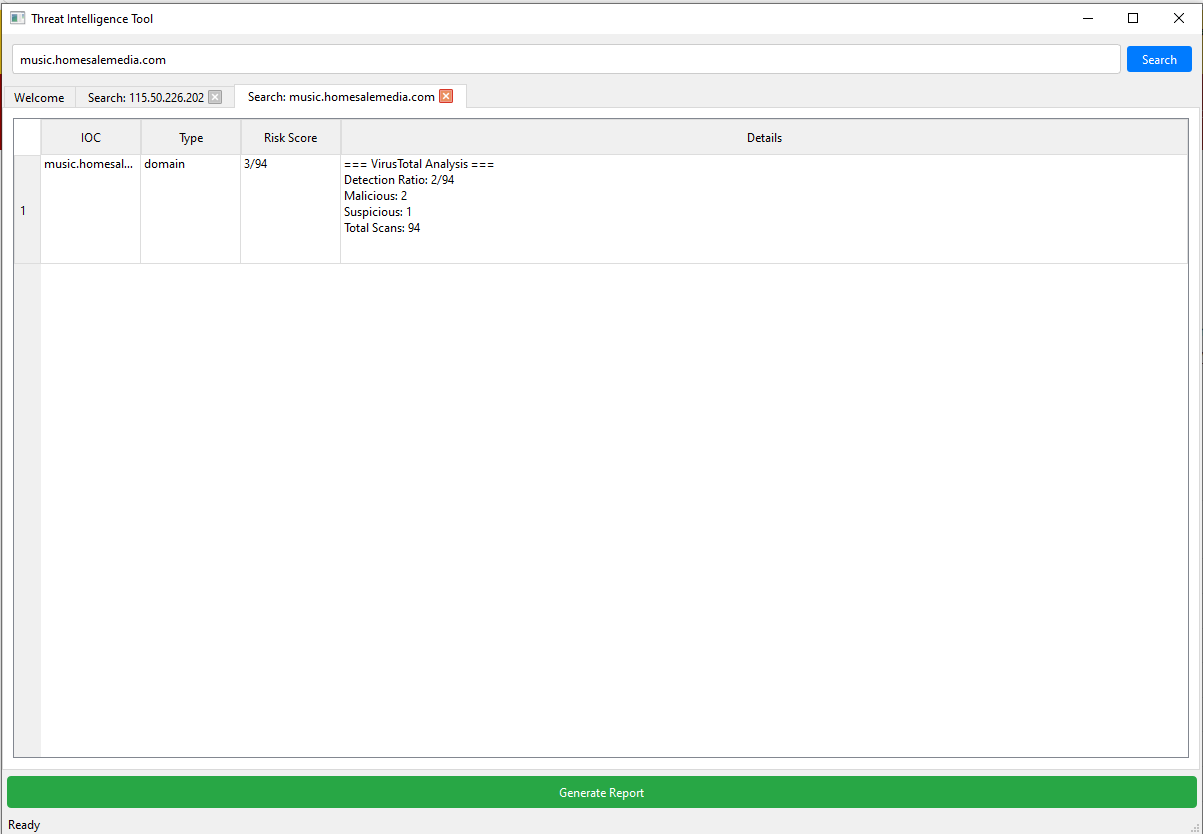 Threat Intelligence Tool
music.homesalemedia.com
Search
Welcome
Search: 115.50.226.202
Search: music.homesalemedia.com
IOC
Type
Risk Score
Details
1
music.homesal...
domain
3/94
=== VirusTotal Analysis ===
Detection Ratio: 2/94
Malicious: 2
Suspicious: 1
Total Scans: 94
Generate Report
Ready